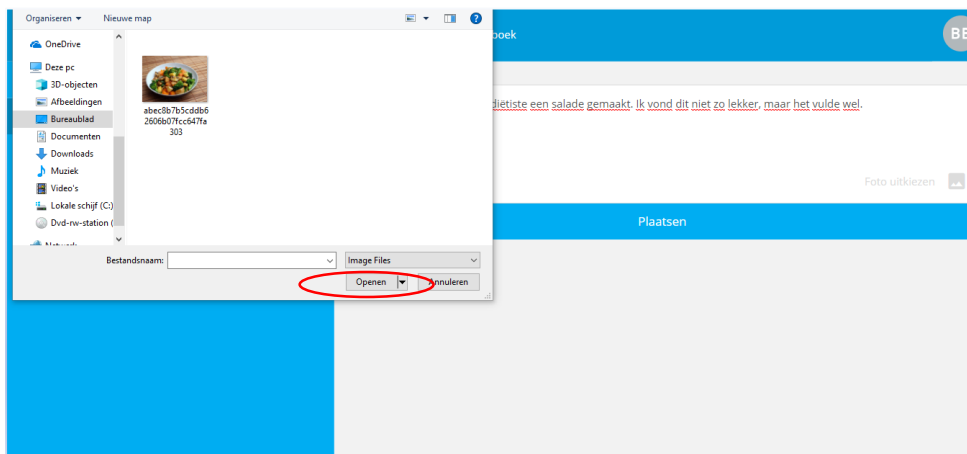 Organiseren
Nieuwe map
OneDrive
Deze pc
3D-objecten
Afbeeldingen
Bureaublad
Documenten
Downloads
Muziek
Video's
Lokale schijf (C:)
Dvd-rw-station (
abec8b7b5cddb6
2606b07fcc647fa
303
Bestandsnaam:
Image Files
Openen
Annuleren
boek
BE
diëtiste een salade gemaakt. Ik vond dit niet zo lekker, maar het vulde wel.
Foto uitkiezen
Plaatsen